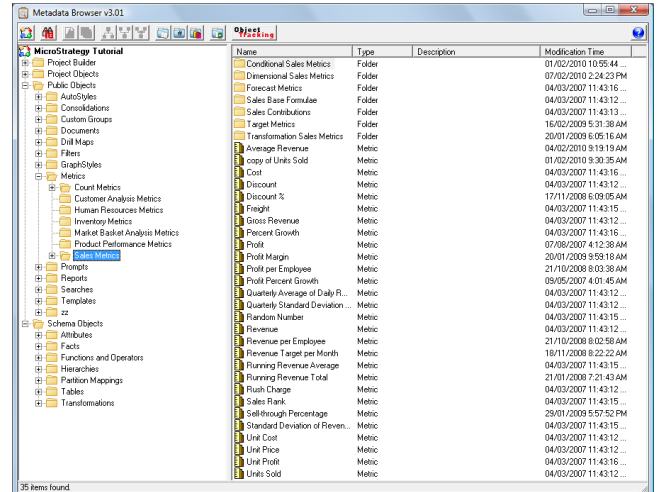 Metadata Browser v3.01
Object Tracking
MicroStrategy Tutorial
Project Builder
Project Objects
Public Objects
AutoStyles
Consolidations
Custom Groups
Documents
Drill Maps
Filters
GraphStyles
Metrics
Count Metrics
Customer Analysis Metrics
Human Resources Metrics
Inventory Metrics
Market Basket Analysis Metrics
Product Performance Metrics
Sales Metrics
Prompts
Reports
Searches
Templates
zz
Schema Objects
Attributes
Facts
Functions and Operators
Hierarchies
Partition Mappings
Tables
Transformations
Name Type Description Modification Time
Conditional Sales Metrics Folder 01/02/2010 10:55:44 ...
Dimensional Sales Metrics Folder 07/02/2010 2:24:23 PM
Forecast Metrics Folder 04/03/2007 11:43:16 ...
Sales Base Formulae Folder 04/03/2007 11:43:12 ...
Sales Contributions Folder 04/03/2007 11:43:13 ...
Target Metrics Folder 16/02/2009 5:31:38 AM
Transformation Sales Metrics Folder 20/01/2009 6:05:16 AM
Average Revenue Metric 04/02/2010 9:19:19 AM
copy of Units Sold Metric 01/02/2010 9:30:35 AM
Cost Metric 04/03/2007 11:43:16 ...
Discount Metric 04/03/2007 11:43:12 ...
Discount % Metric 17/11/2008 6:09:05 AM
Freight Metric 04/03/2007 11:43:15 ...
Gross Revenue Metric 04/03/2007 11:43:12 ...
Percent Growth Metric 04/03/2007 11:43:16 ...
Profit Metric 07/08/2007 4:12:38 AM
Profit Margin Metric 20/01/2009 9:59:18 AM
Profit per Employee Metric 21/10/2008 8:03:38 AM
Profit Percent Growth Metric 09/05/2007 4:01:45 AM
Quarterly Average of Daily R... Metric 04/03/2007 11:43:12 ...
Quarterly Standard Deviation ... Metric 04/03/2007 11:43:12 ...
Random Number Metric 04/03/2007 11:43:15 ...
Revenue Metric 04/03/2007 11:43:12 ...
Revenue per Employee Metric 21/10/2008 8:02:58 AM
Revenue Target per Month Metric 18/11/2008 8:22:22 AM
Running Revenue Average Metric 04/03/2007 11:43:15 ...
Running Revenue Total Metric 21/01/2008 7:21:43 AM
Rush Charge Metric 04/03/2007 11:43:12 ...
Sales Rank Metric 04/03/2007 11:43:15 ...
Sell-through Percentage Metric 29/01/2009 5:57:52 PM
Standard Deviation of Reven... Metric 04/03/2007 11:43:15 ...
Unit Cost Metric 04/03/2007 11:43:12 ...
Unit Price Metric 04/03/2007 11:43:12 ...
Unit Profit Metric 04/03/2007 11:43:16 ...
Units Sold Metric 04/03/2007 11:43:12 ...
35 items found.